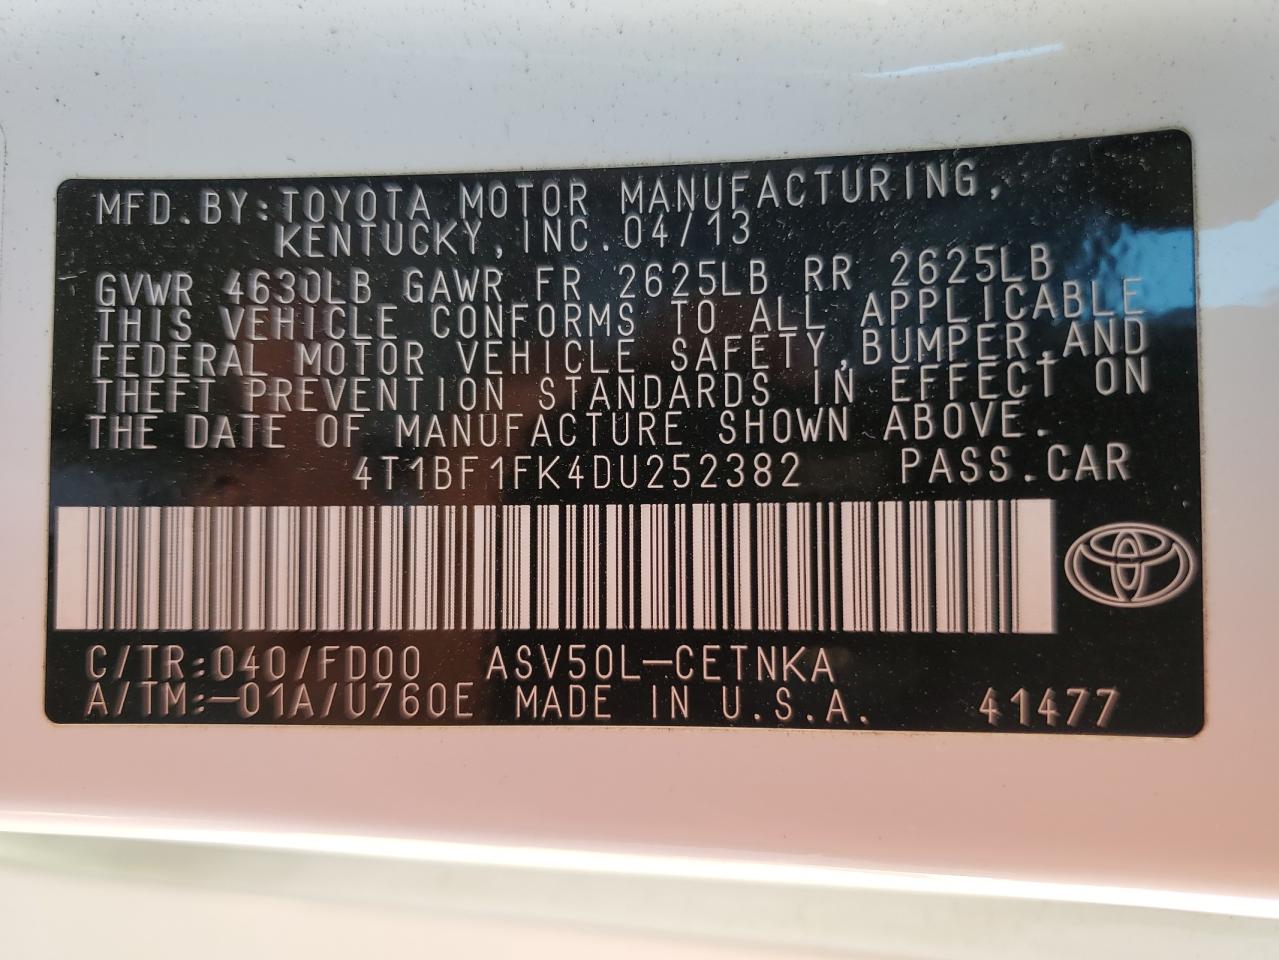 MFD.BY:TOYOTA MOTOR MANUFACTURING,
KENTUCKY,INC.04/13
GVWR 4630LB GAWR FR 2625LB RR 2625LB
THIS VEHICLE CONFORMS TO ALL APPLICABLE
FEDERAL MOTOR VEHICLE SAFETY,BUMPER,AND
THEFT PREVENTION STANDARDS IN EFFECT ON
THE DATE OF MANUFACTURE SHOWN ABOVE.
4T1BF1FK4DU252382 PASS.CAR
C/TR:040/FD00 ASV50L-CETNKA
A/TM:-01A/U760E MADE IN U.S.A. 41477